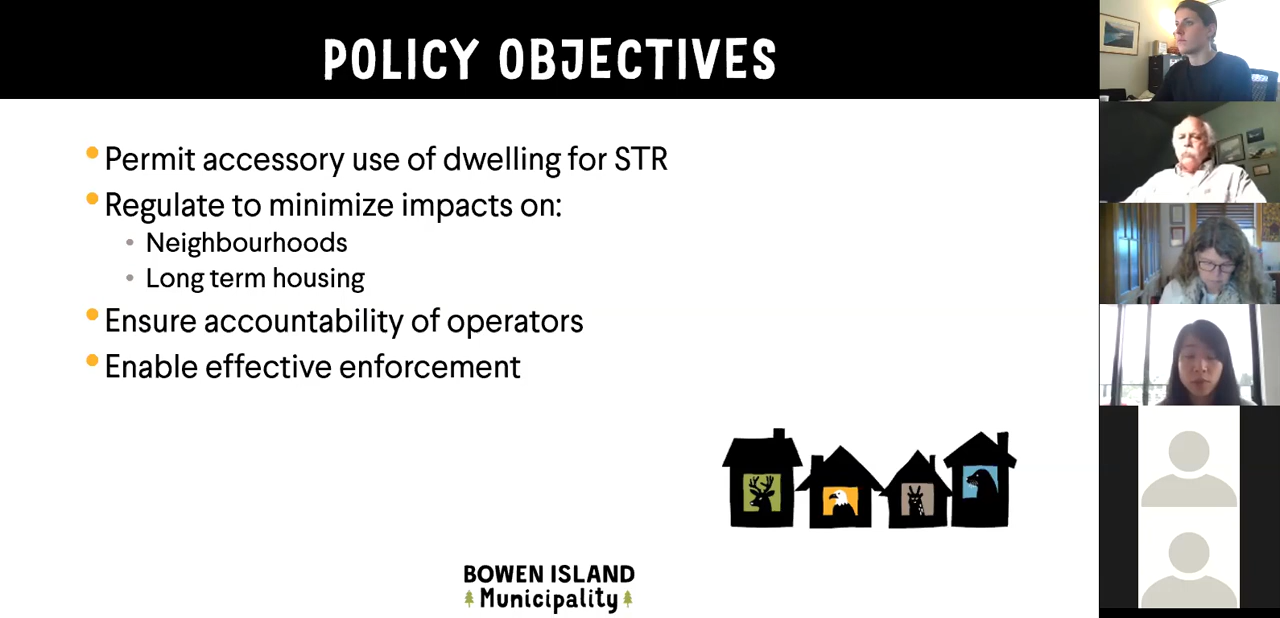 POLICY OBJECTIVES
Permit accessory use of dwelling for STR
Regulate to minimize impacts on:
Neighbourhoods
Long term housing
Ensure accountability of operators
Enable effective enforcement
BOWEN ISLAND
Municipality